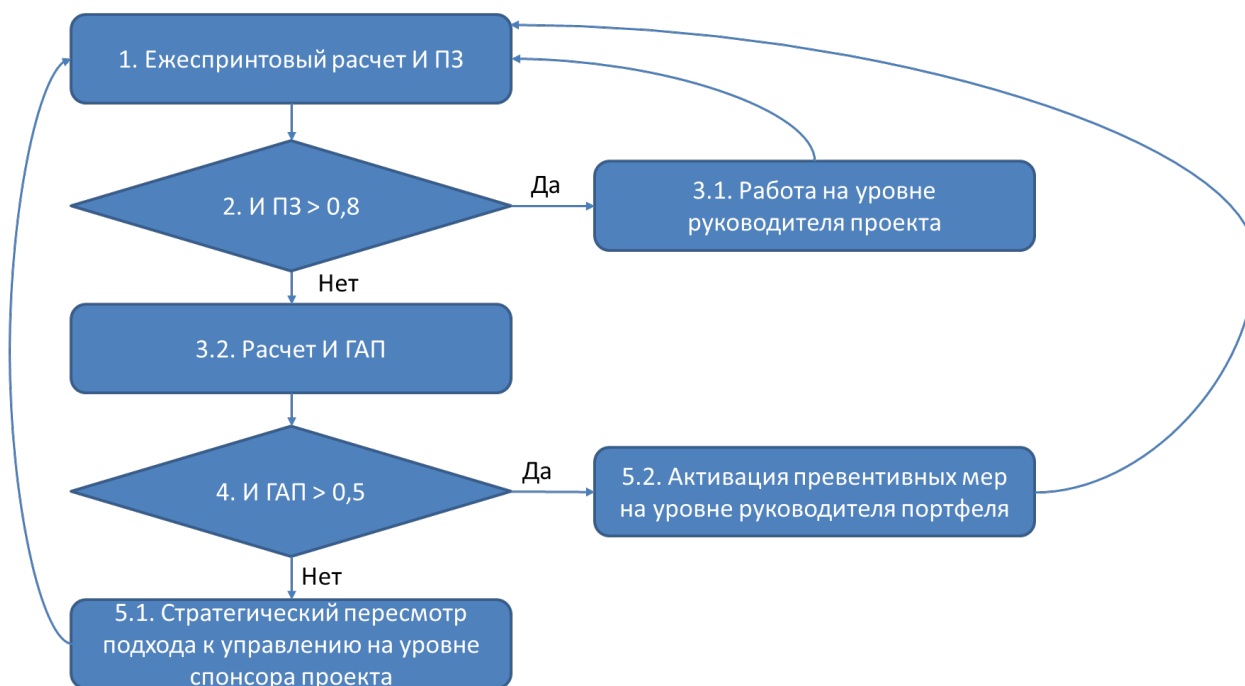 1. Ежеспринтовый расчет И ПЗ
2. И ПЗ > 0,8
Да
3.1. Работа на уровне
руководителя проекта
Нет
3.2. Расчет И ГАП
4. И ГАП > 0,5
Да
5.2. Активация превентивных мер
на уровне руководителя портфеля
Нет
5.1. Стратегический пересмотр
подхода к управлению на уровне
спонсора проекта